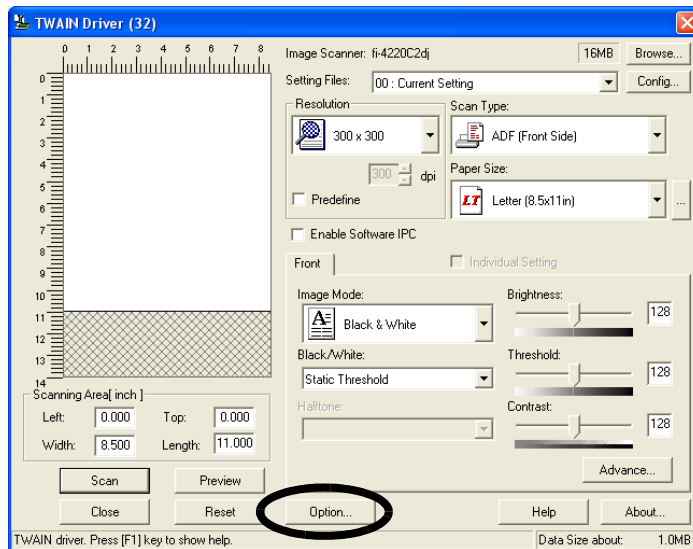 TWAIN Driver (32)
0 1 2 3 4 5 6 7 8
0
1
2
3
4
5
6
7
8
9
10
11
12
13
14
Image Scanner: fi-4220C2dj 16MB Browse...
Setting Files: 00 : Current Setting Config...
Resolution
300 x 300
300 dpi
Predefine
Scan Type:
ADF (Front Side)
Paper Size:
LT Letter (8.5x11in) ...
Enable Software IPC
Front
Individual Setting
Image Mode:
A Black & White
Black/White:
Static Threshold
Halftone:
Brightness:
128
Threshold:
128
Contrast:
128
Advance...
Scanning Area[ inch ]
Left: 0.000 Top: 0.000
Width: 8.500 Length: 11.000
Scan Preview
Close Reset Option... Help About...
TWAIN driver. Press [F1] key to show help. Data Size about: 1.0MB